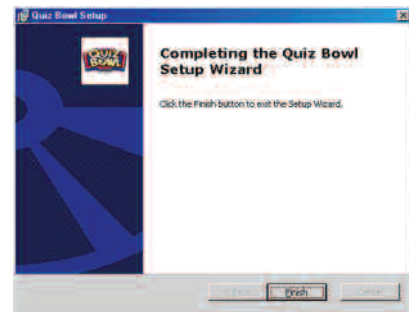 Quiz Bowl Setup
QUIZ
BOWL
Completing the Quiz Bowl
Setup Wizard
Click the Finish button to exit the Setup Wizard.
Finish
Cancel